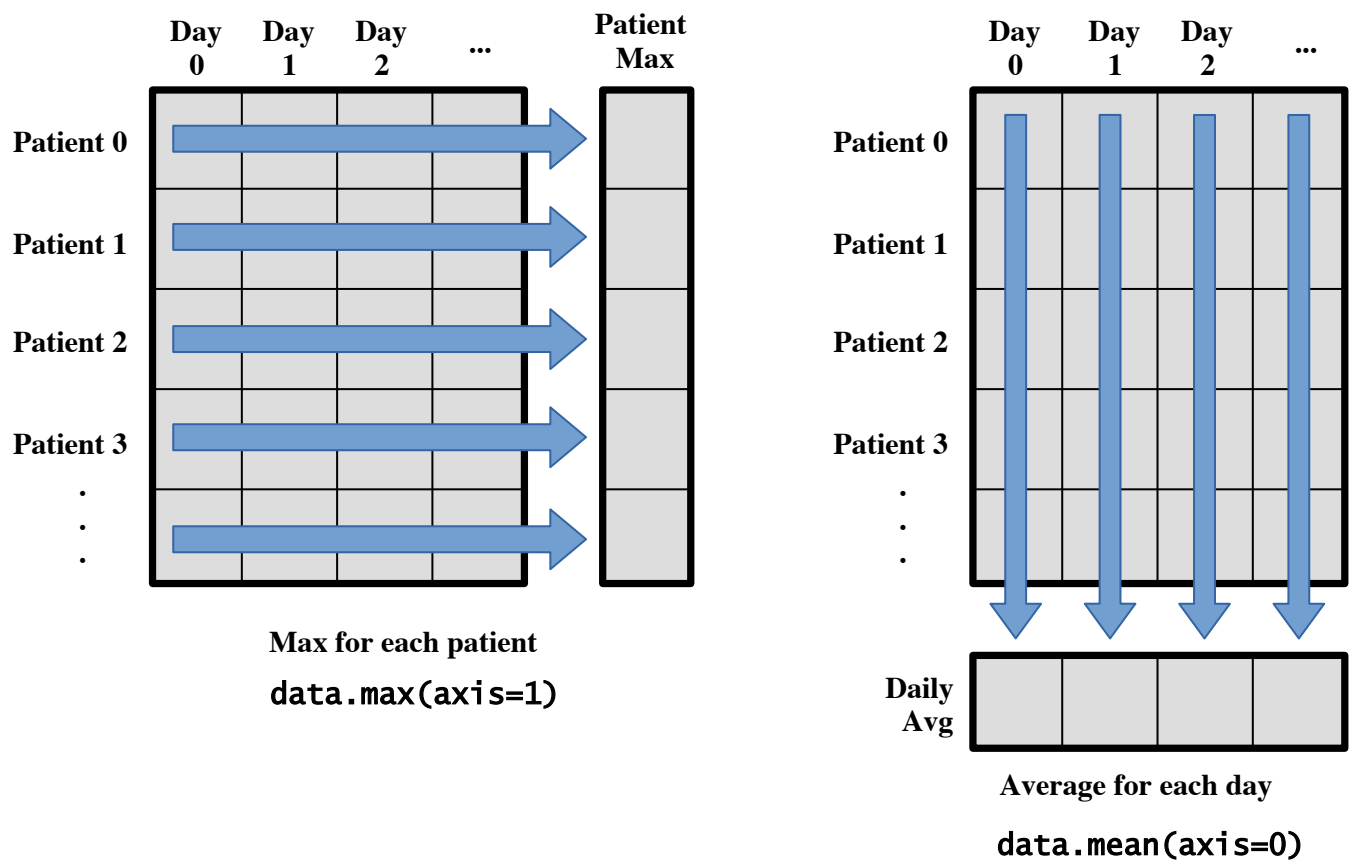 Day Day Day ... Patient
0 1 2 Max
Patient 0
Patient 1
Patient 2
Patient 3
.
.
.
Max for each patient
data.max(axis=1)
Day Day Day ...
0 1 2
Patient 0
Patient 1
Patient 2
Patient 3
.
.
.
Daily
Avg
Average for each day
data.mean(axis=0)